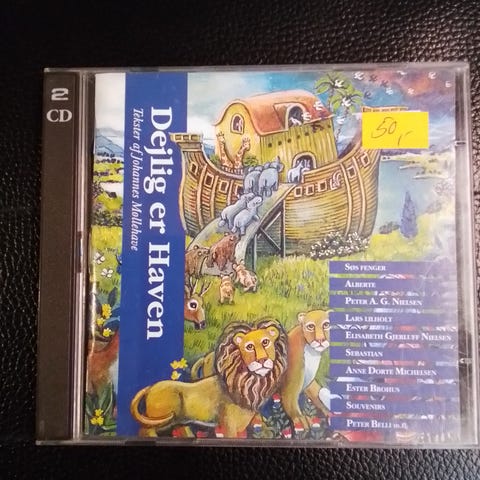 2
CD
Dejlig er Haven
Tekster af Johannes Møllehave
50,-
SØS FENGER
ALBERTE
PETER A. G. NIELSEN
LARS LILHOLT
ELISABETH GJERLUFF NIELSEN
SEBASTIAN
ANNE DORTE MICHELSEN
ESTER BROHUS
SOUVENIRS
PETER BELLI m.fl.